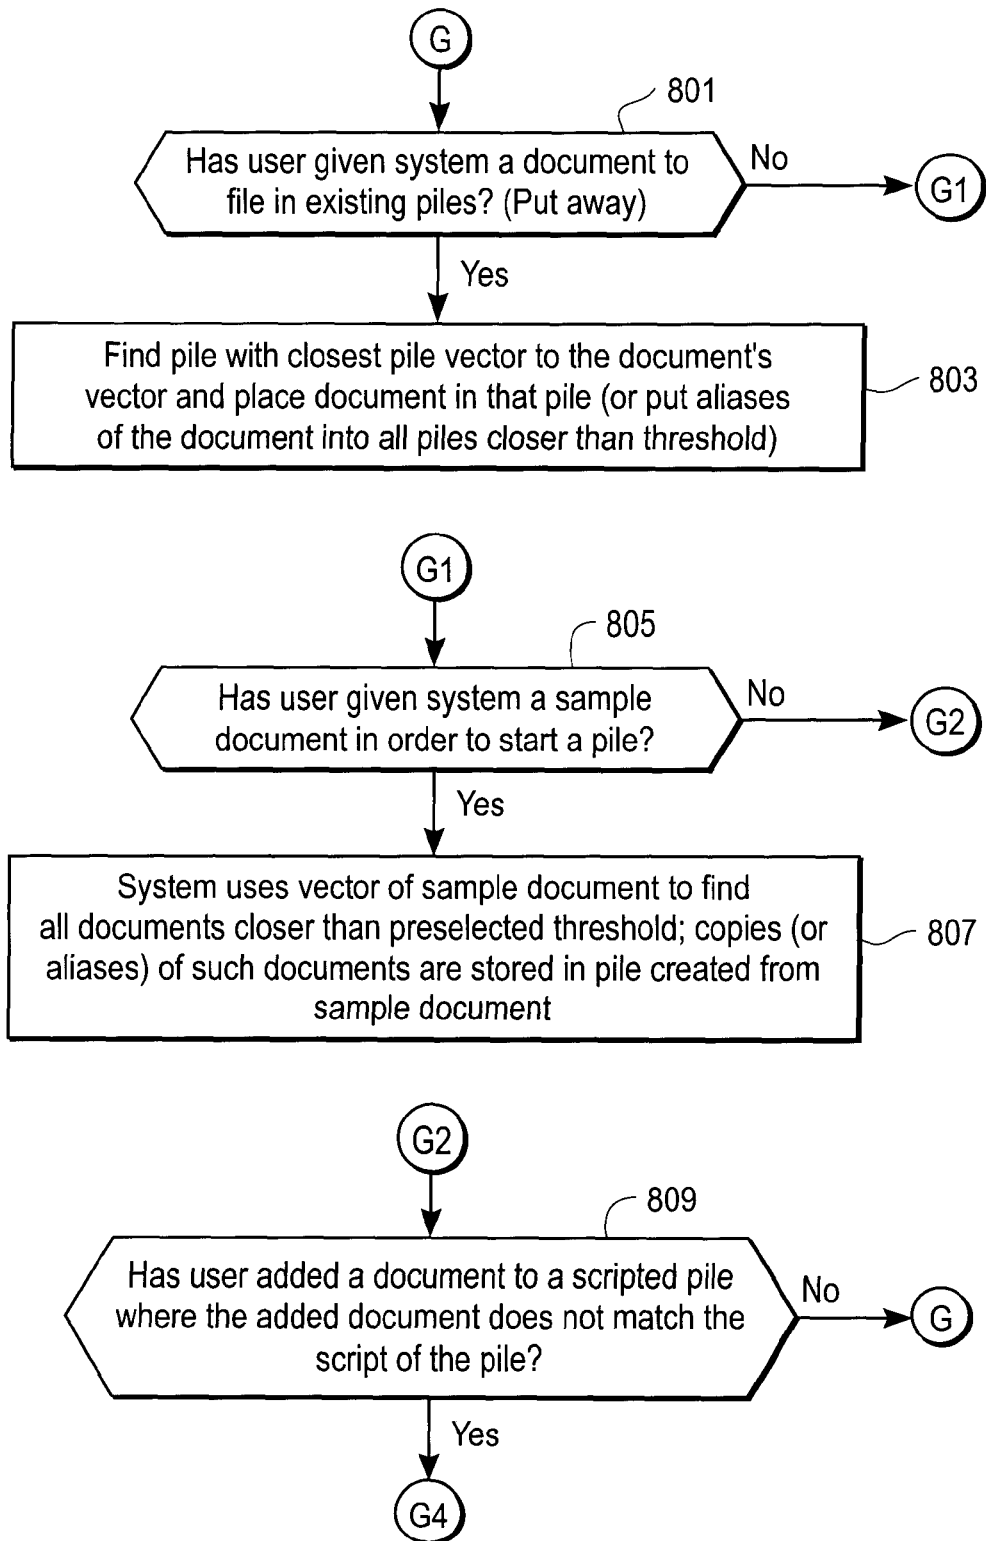 G
801
Has user given system a document to
file in existing piles? (Put away)
No
G1
Yes
Find pile with closest pile vector to the document's
vector and place document in that pile (or put aliases
of the document into all piles closer than threshold)
803
G1
805
Has user given system a sample
document in order to start a pile?
No
G2
Yes
System uses vector of sample document to find
all documents closer than preselected threshold; copies (or
aliases) of such documents are stored in pile created from
sample document
807
G2
809
Has user added a document to a scripted pile
where the added document does not match the
script of the pile?
No
G
Yes
G4